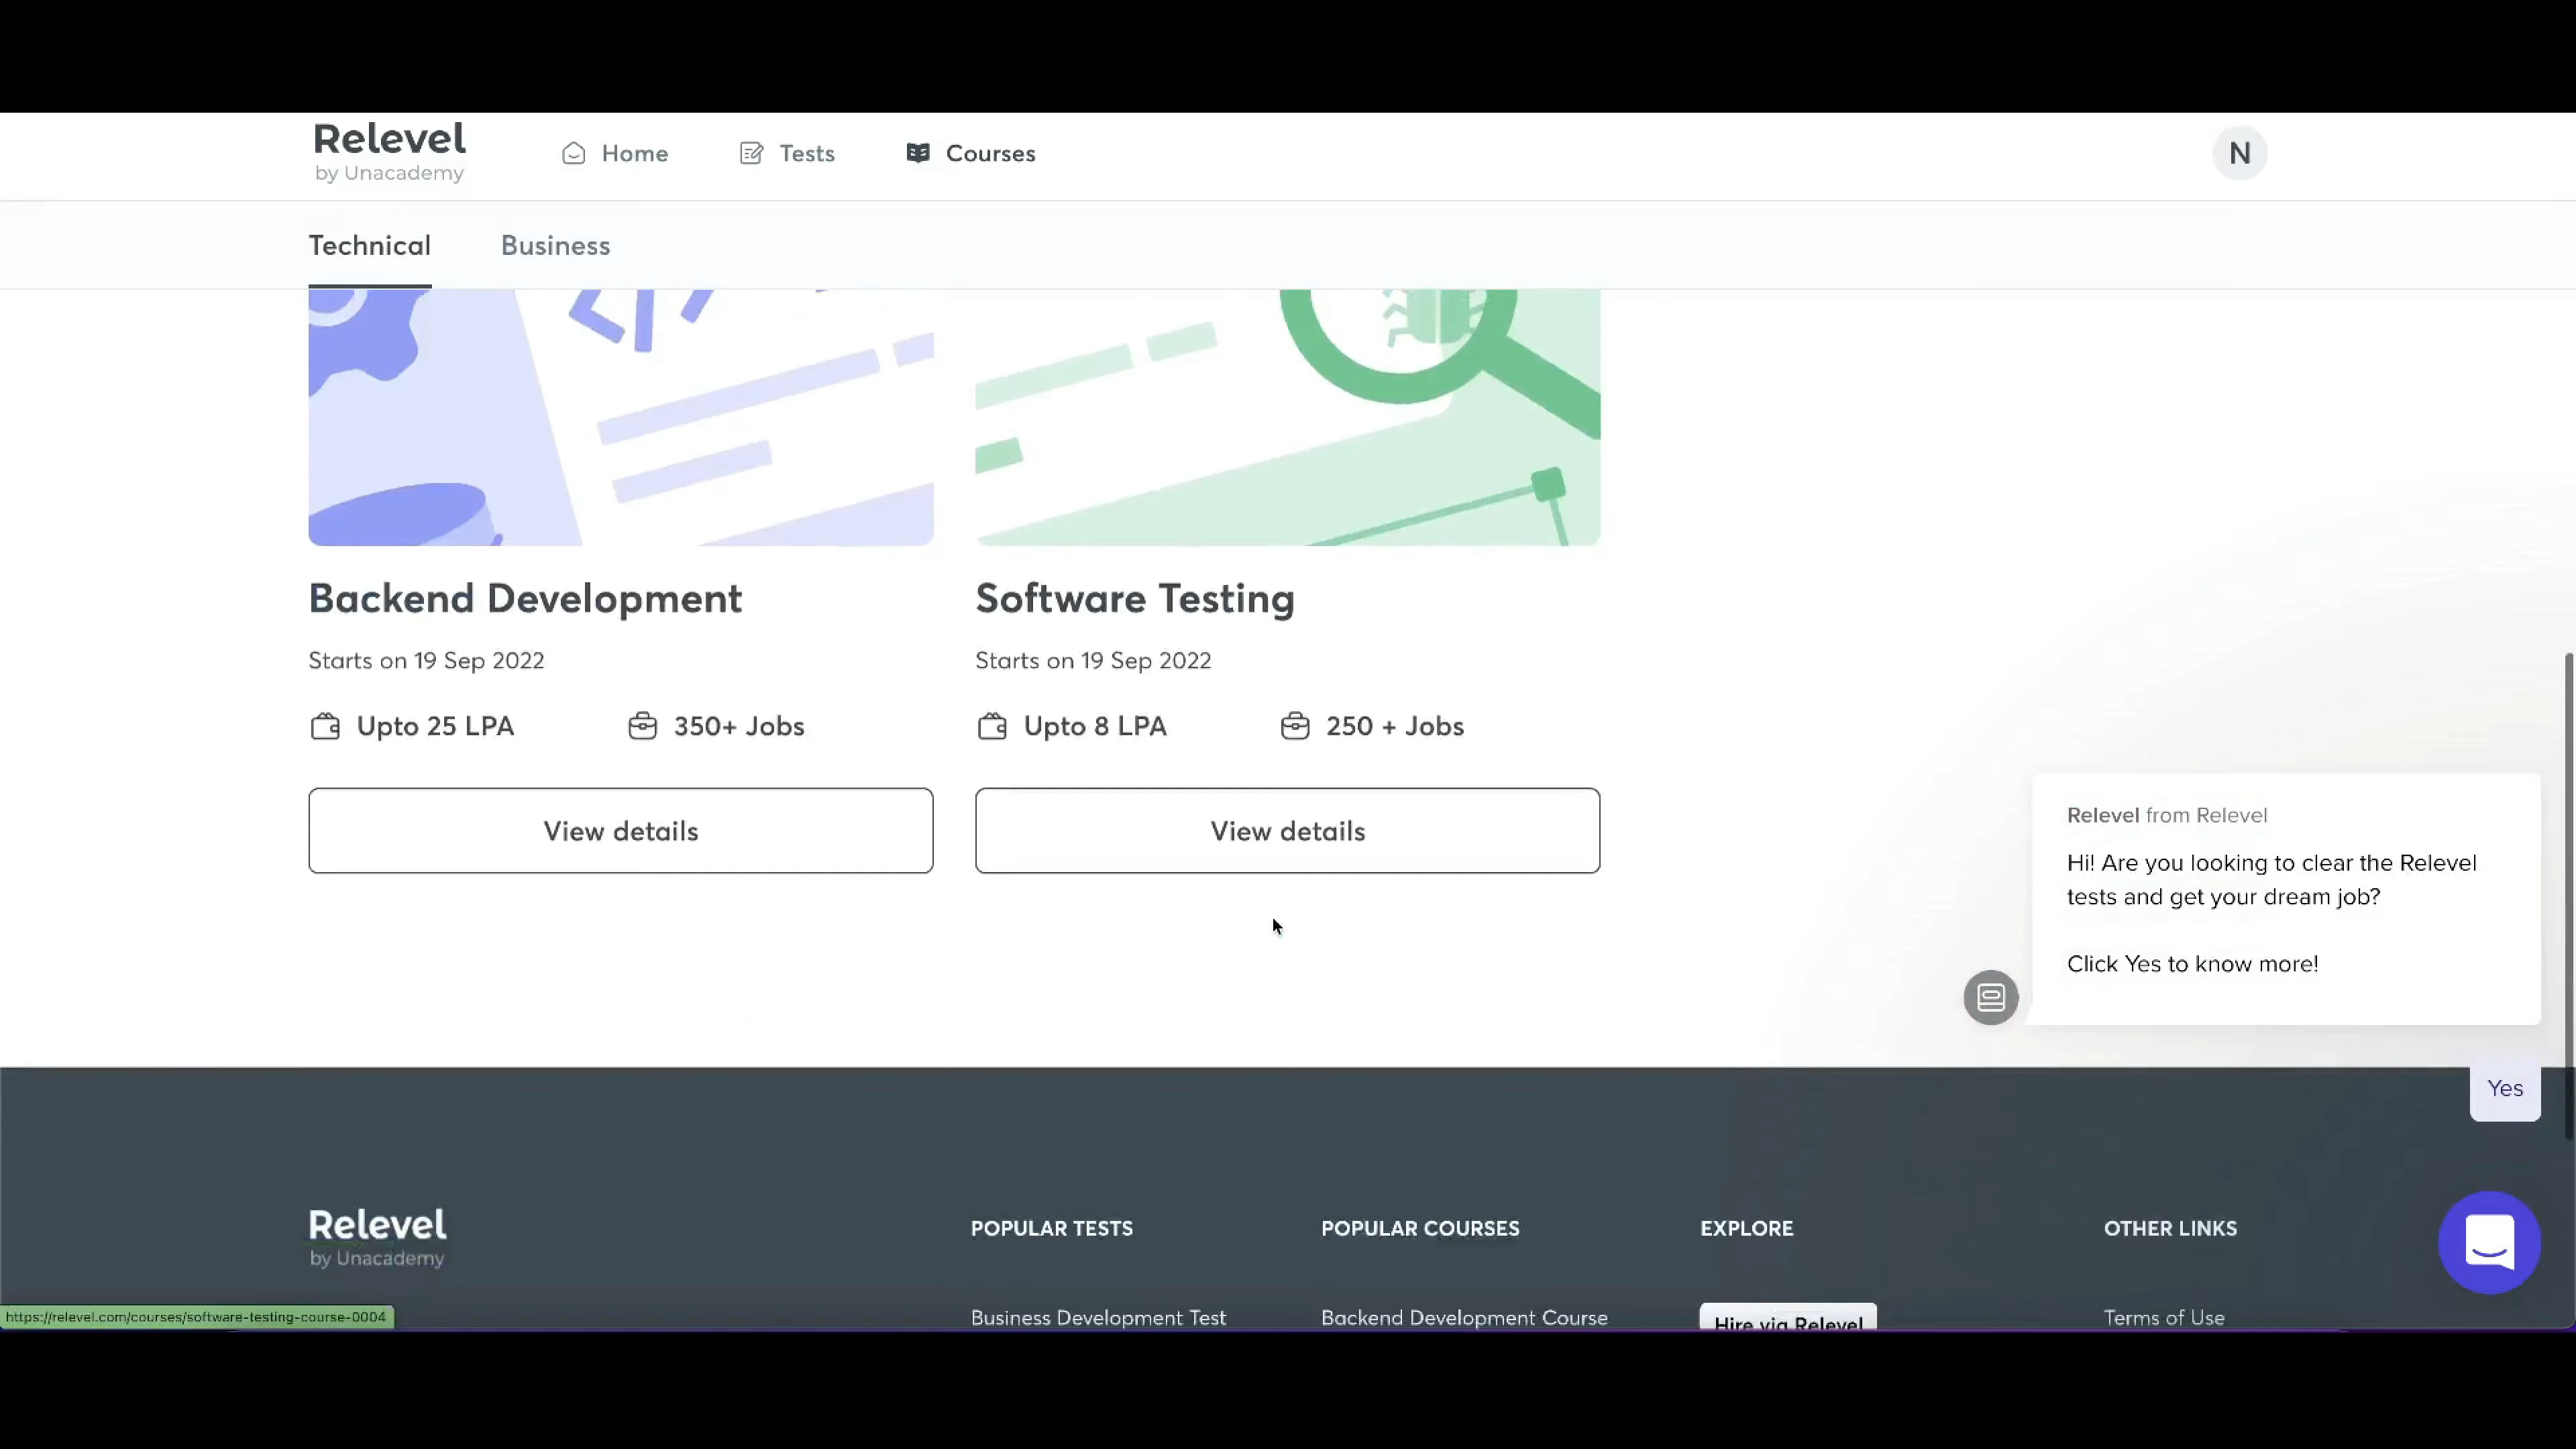 Relevel
by Unacademy
Home
Tests
Courses
N
Technical
Business
Backend Development
Starts on 19 Sep 2022
Upto 25 LPA
350+ Jobs
View details
Software Testing
Starts on 19 Sep 2022
Upto 8 LPA
250 + Jobs
View details
Relevel from Relevel
Hi! Are you looking to clear the Relevel
tests and get your dream job?
Click Yes to know more!
Yes
Relevel
by Unacademy
POPULAR TESTS
Business Development Test
POPULAR COURSES
Backend Development Course
EXPLORE
Hire via Relevel
OTHER LINKS
Terms of Use
https://relevel.com/courses/software-testing-course-0004